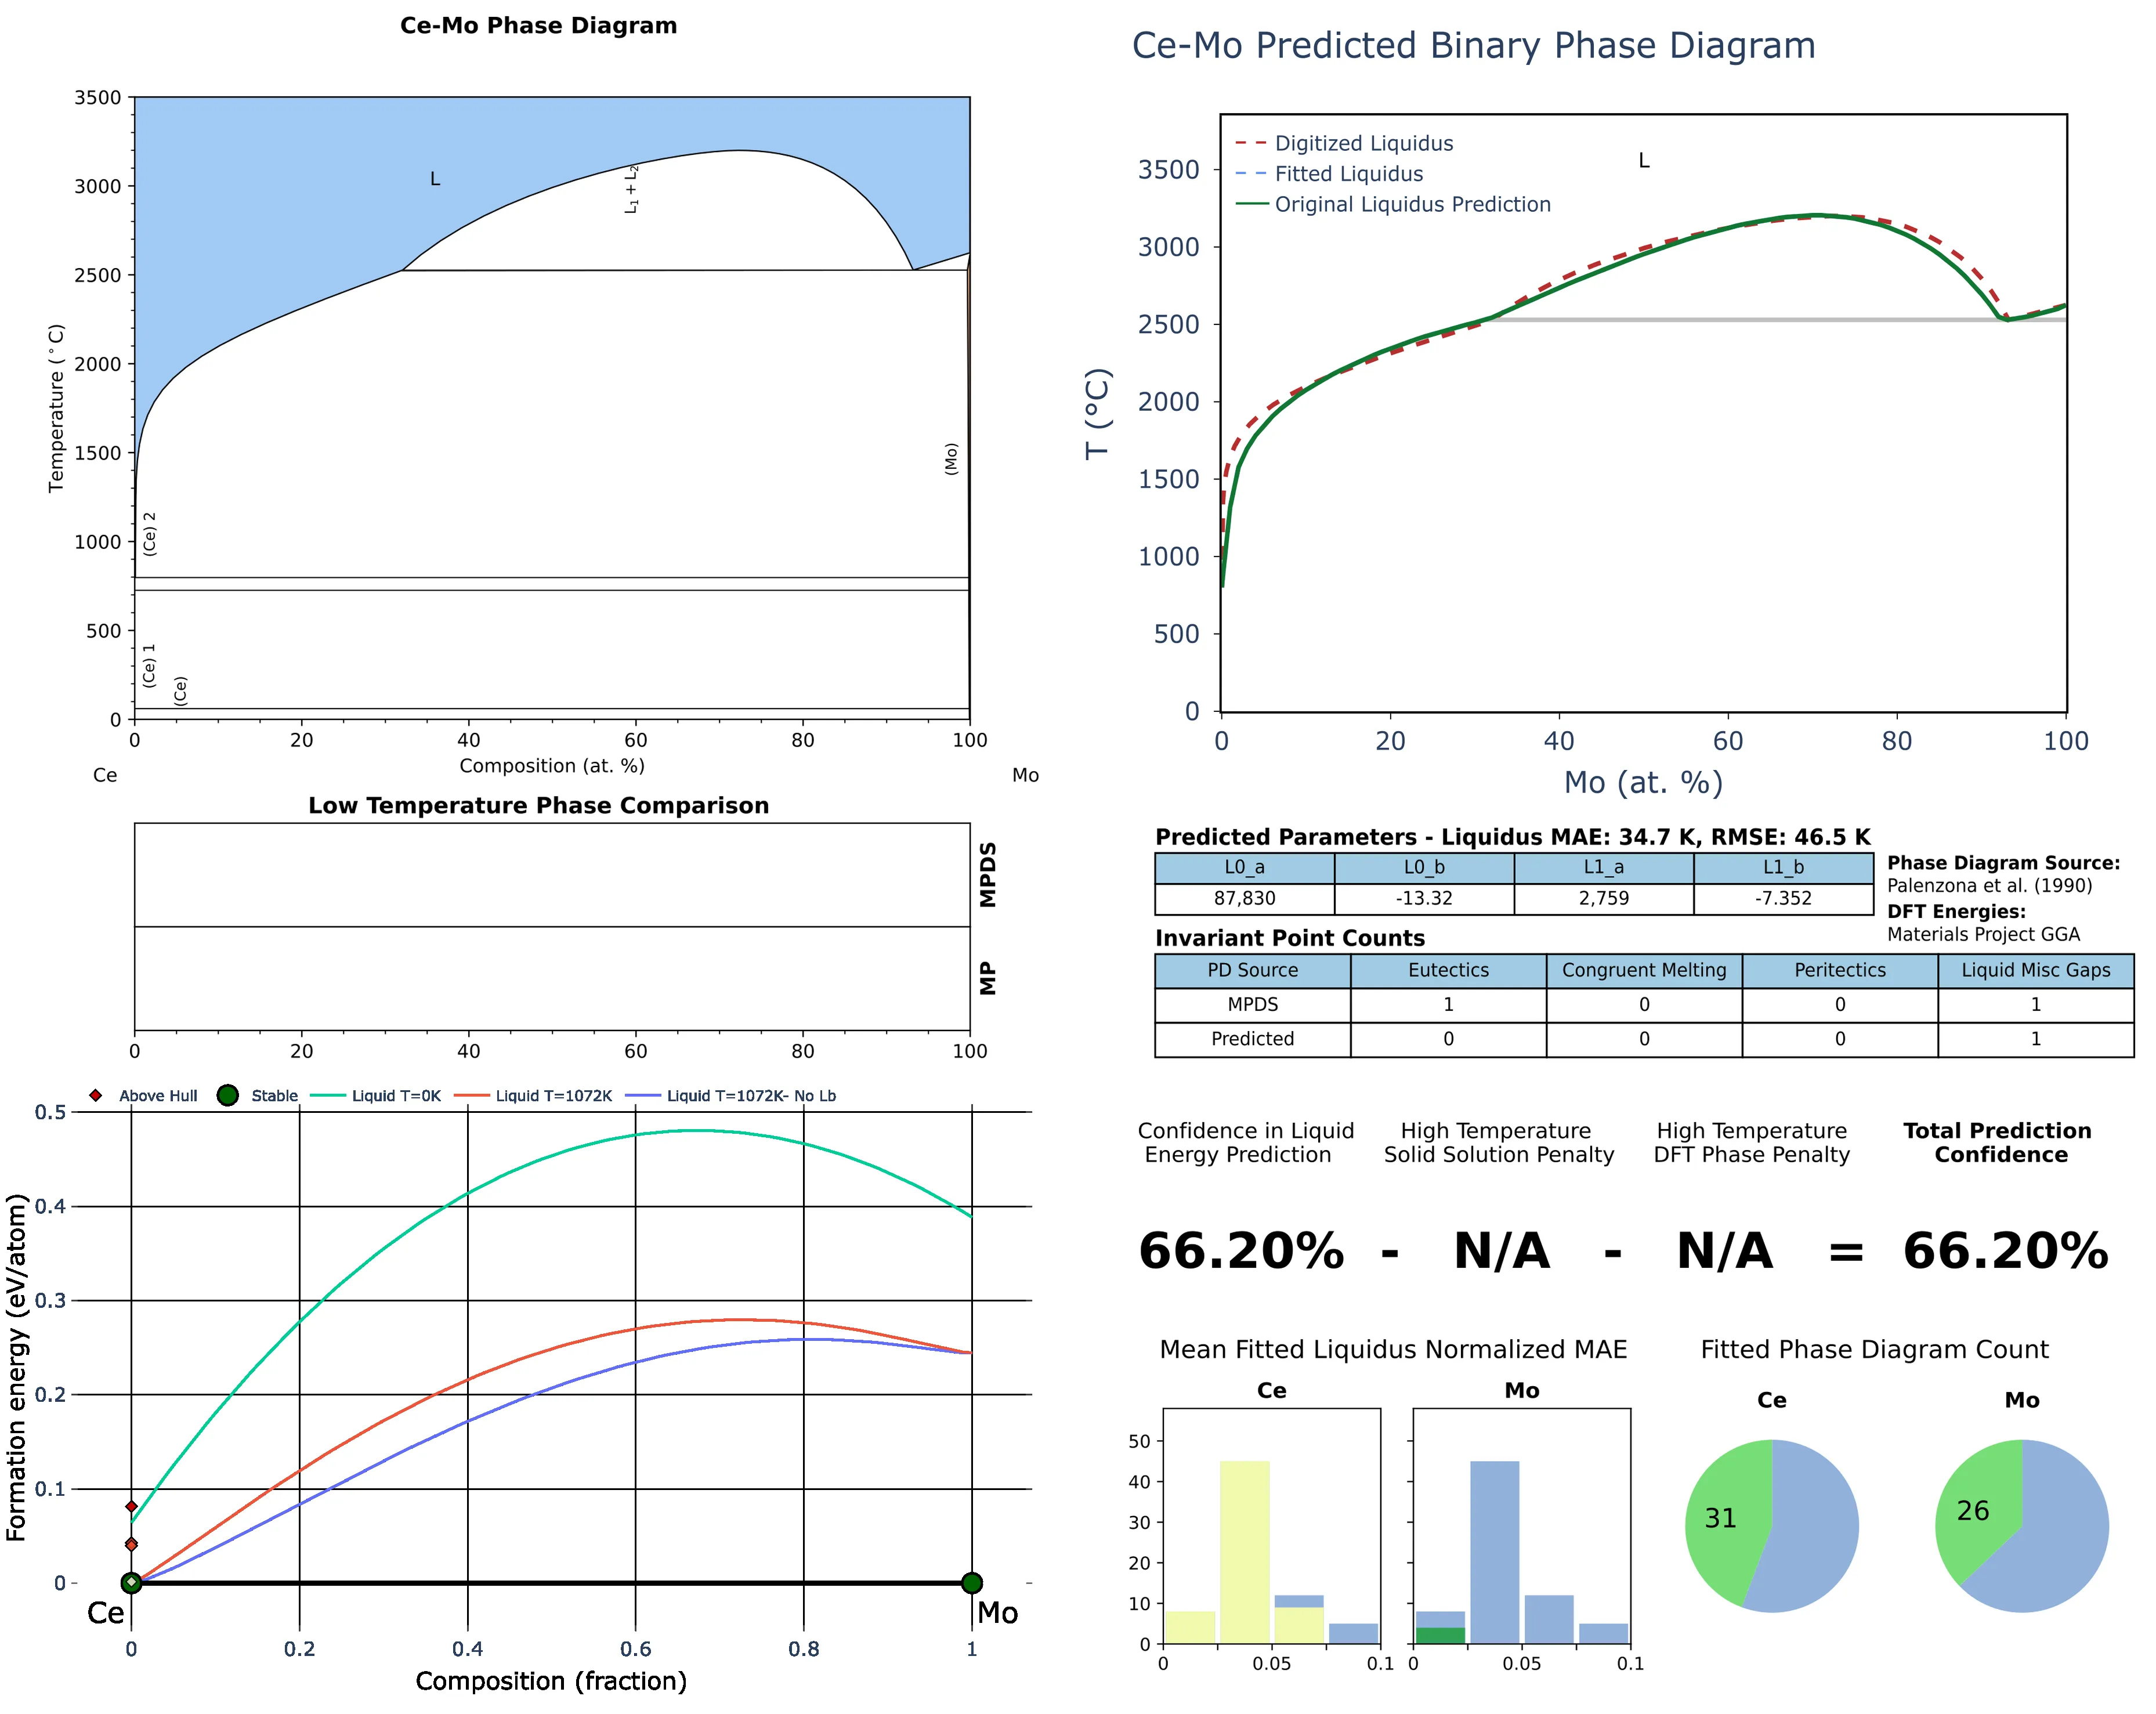 Ce-Mo Phase Diagram
3500
3000
2500
2000
1500
1000
500
0
Temperature (°C)
L
L1 + L2
(Mo)
(Ce) 2
(Ce) 1
(Ce)
0 20 40 60 80 100
Composition (at. %)
Ce Mo
Low Temperature Phase Comparison
MPDS
MP
0 20 40 60 80 100
Above Hull Stable Liquid T=0K Liquid T=1072K Liquid T=1072K- No Lb
0.5
0.4
0.3
0.2
0.1
0
Formation energy (eV/atom)
Ce Mo
0 0.2 0.4 0.6 0.8 1
Composition (fraction)
Ce-Mo Predicted Binary Phase Diagram
Digitized Liquidus
Fitted Liquidus
Original Liquidus Prediction
L
3500
3000
2500
2000
1500
1000
500
0
T (°C)
0 20 40 60 80 100
Mo (at. %)
Predicted Parameters - Liquidus MAE: 34.7 K, RMSE: 46.5 K
L0_a L0_b L1_a L1_b
87,830 -13.32 2,759 -7.352
Phase Diagram Source:
Palenzona et al. (1990)
DFT Energies:
Materials Project GGA
Invariant Point Counts
PD Source Eutectics Congruent Melting Peritectics Liquid Misc Gaps
MPDS 1 0 0 1
Predicted 0 0 0 1
Confidence in Liquid
Energy Prediction
High Temperature
Solid Solution Penalty
High Temperature
DFT Phase Penalty
Total Prediction
Confidence
66.20% - N/A - N/A = 66.20%
Mean Fitted Liquidus Normalized MAE
Ce Mo
50
40
30
20
10
0
0 0.05 0.1 0 0.05 0.1
Fitted Phase Diagram Count
Ce Mo
31 26